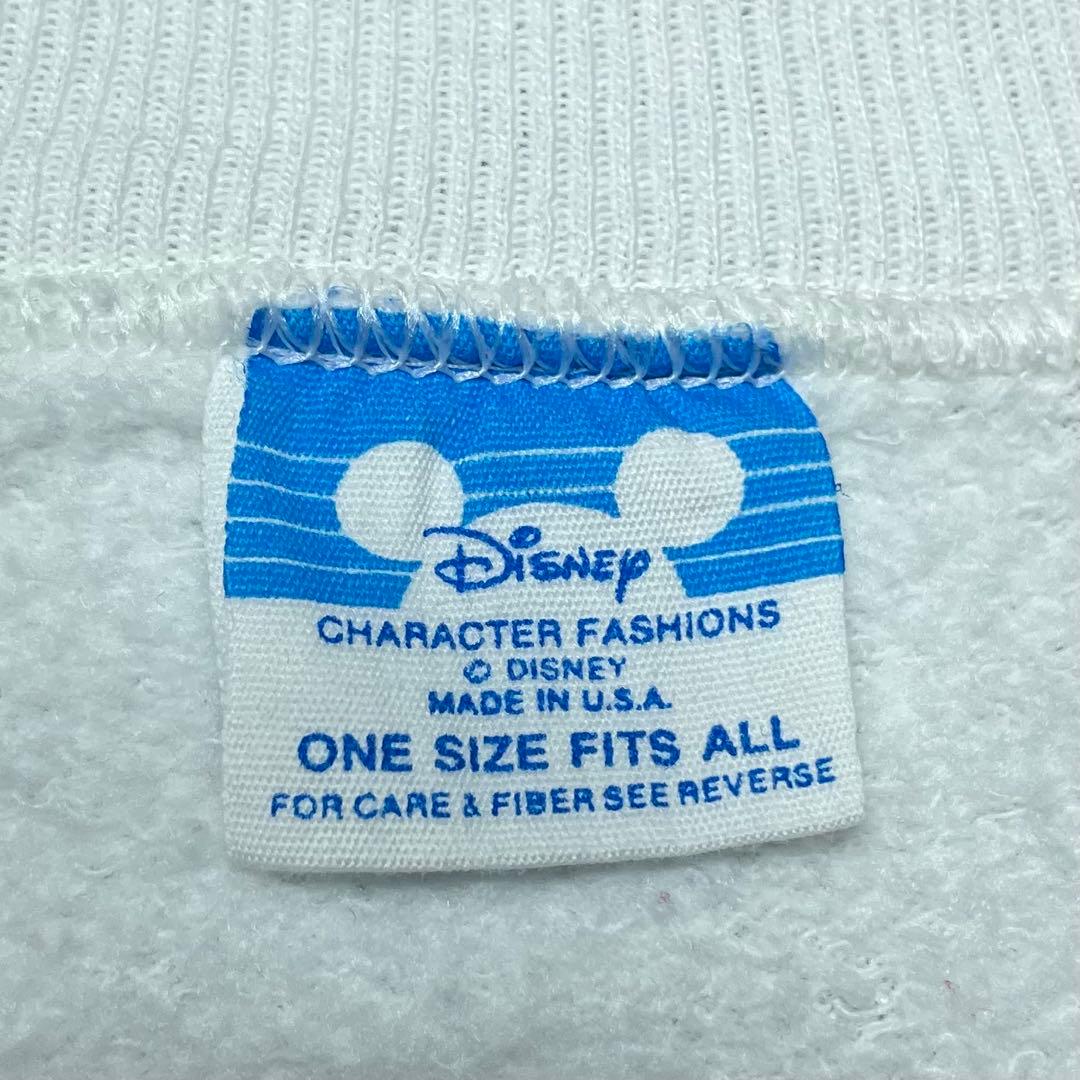 Disney
CHARACTER FASHIONS
© DISNEY
MADE IN U.S.A.
ONE SIZE FITS ALL
FOR CARE & FIBER SEE REVERSE